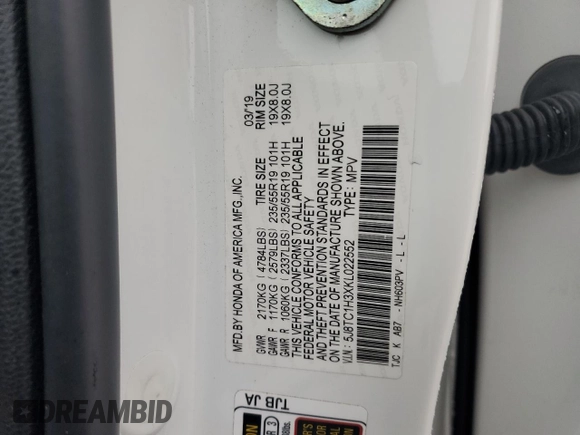 MFD.BY HONDA OF AMERICA MFG.,INC. 03/'19
TIRE SIZE RIM SIZE
GVWR 2170KG (4784LBS)
GAWR F 1170KG (2579LBS) 235/55R19 101H 19X8.0J
GAWR R 1060KG (2337LBS) 235/55R19 101H 19X8.0J
THIS VEHICLE CONFORMS TO ALL APPLICABLE
FEDERAL MOTOR VEHICLE SAFETY
AND THEFT PREVENTION STANDARDS IN EFFECT
ON THE DATE OF MANUFACTURE SHOWN ABOVE.
V.I.N: 5J8TC1H3XKL022552 TYPE: MPV
TJC K AB7 - NH603PV - L - L
TJB JA
DREAMBID